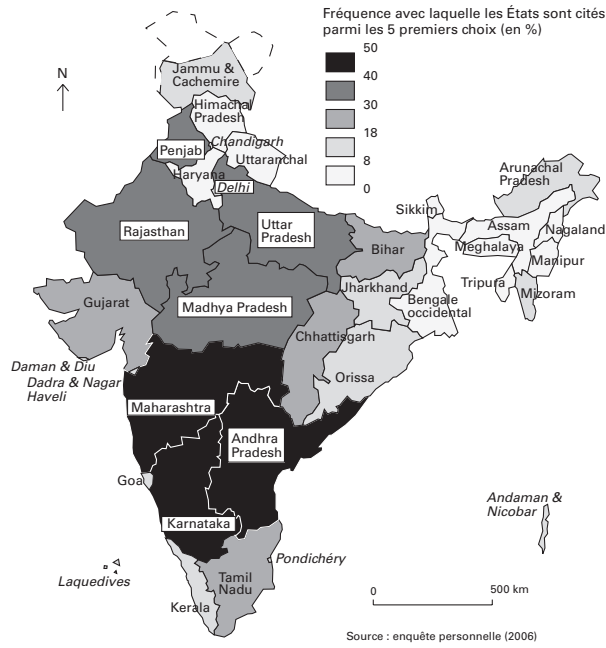 Fréquence avec laquelle les États sont cités
parmi les 5 premiers choix (en %)
50
40
30
18
8
0
N
Jammu &
Cachemire
Himachal
Pradesh
Chandigarh
Penjab
Uttaranchal
Haryana
Delhi
Arunachal
Pradesh
Sikkim
Assam
Nagaland
Rajasthan
Uttar
Pradesh
Bihar
Meghalaya
Manipur
Tripura
Mizoram
Jharkhand
Gujarat
Madhya Pradesh
Bengale
occidental
Chhattisgarh
Daman & Diu
Dadra & Nagar
Haveli
Orissa
Maharashtra
Andhra
Pradesh
Goa
Karnataka
Andaman &
Nicobar
Pondichéry
Laquedives
Tamil
Nadu
Kerala
0
500 km
Source : enquête personnelle (2006)